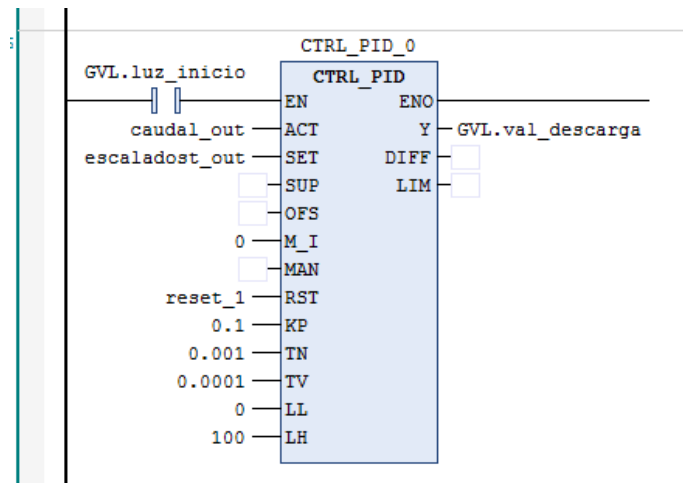 CTRL_PID_0
GVL.luz_inicio
CTRL_PID
EN ENO
caudal_out ACT Y GVL.val_descarga
escaladost_out SET DIFF
SUP LIM
OFS
0 M_I
MAN
reset_1 RST
0.1 KP
0.001 TN
0.0001 TV
0 LL
100 LH